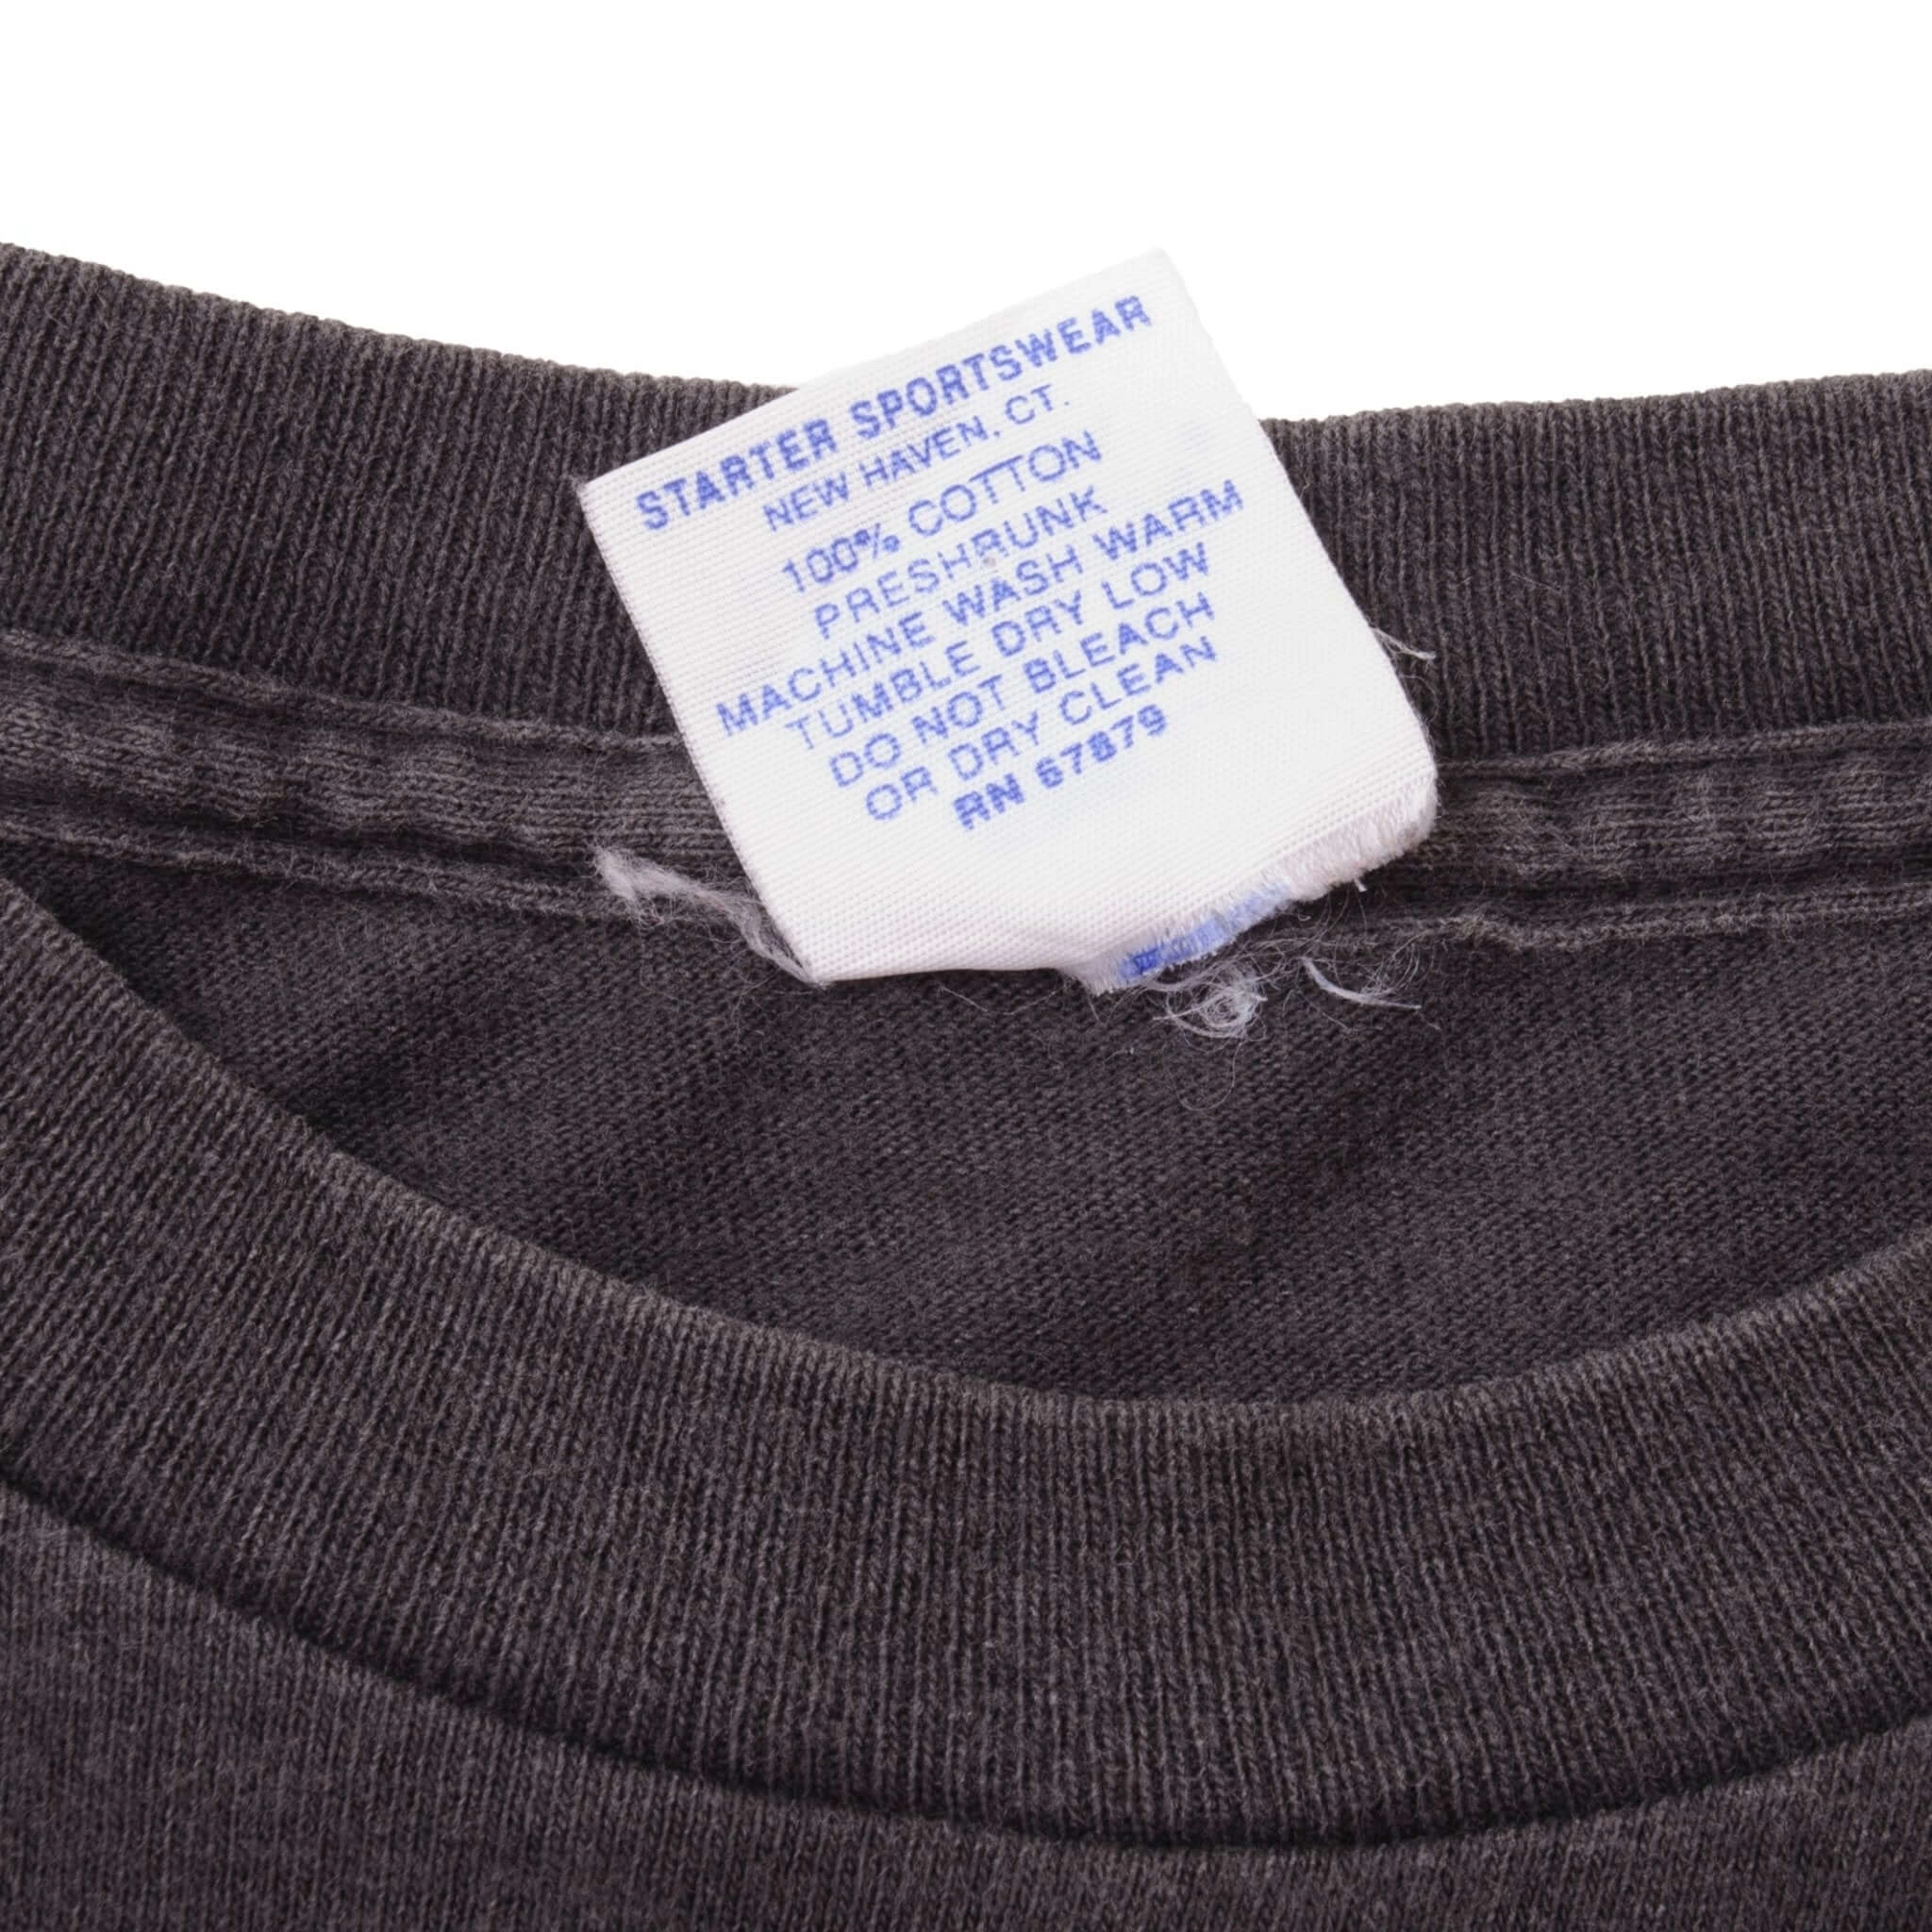 STARTER SPORTSWEAR
NEW HAVEN, CT.
100% COTTON
PRESHRUNK
MACHINE WASH WARM
TUMBLE DRY LOW
DO NOT BLEACH
OR DRY CLEAN
RN 67879